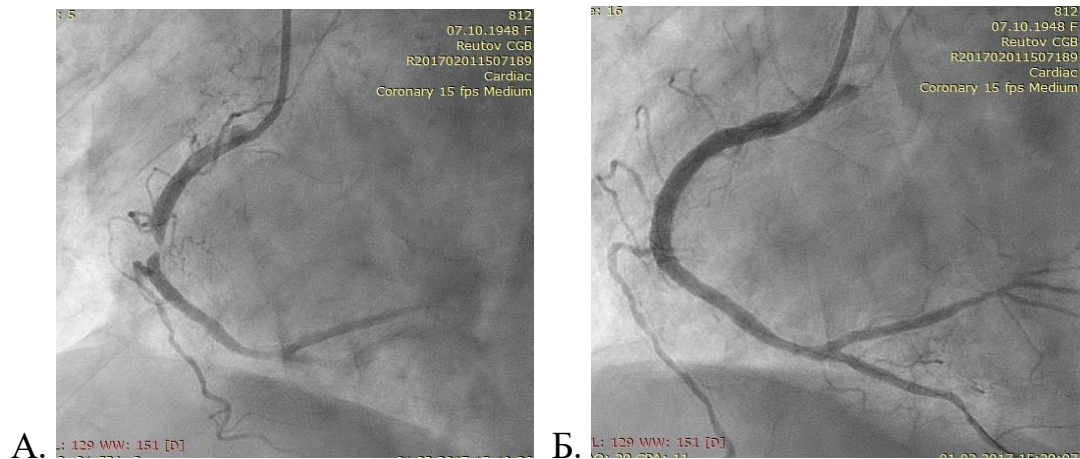 : 5
812
07.10.1948 F
Reutov CGB
R201702011507189
Cardiac
Coronary 15 fps Medium
L: 129 WW: 151 [D]
А.
e: 16
812
07.10.1948 F
Reutov CGB
R201702011507189
Cardiac
Coronary 15 fps Medium
L: 129 WW: 151 [D]
Б.